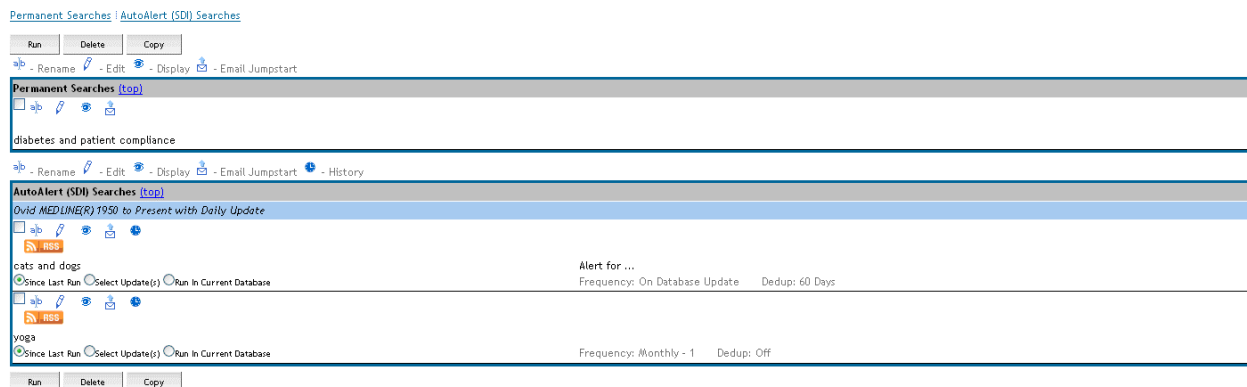 Permanent Searches | AutoAlert (SDI) Searches
Run Delete Copy
a|b - Rename - Edit - Display - Email Jumpstart
Permanent Searches (top)
a|b
diabetes and patient compliance
a|b - Rename - Edit - Display - Email Jumpstart - History
AutoAlert (SDI) Searches (top)
Ovid MEDLINE(R) 1950 to Present with Daily Update
a|b
RSS
cats and dogs Alert for ...
Since Last Run Select Update(s) Run In Current Database Frequency: On Database Update Dedup: 60 Days
a|b
RSS
yoga
Since Last Run Select Update(s) Run In Current Database Frequency: Monthly - 1 Dedup: Off
Run Delete Copy